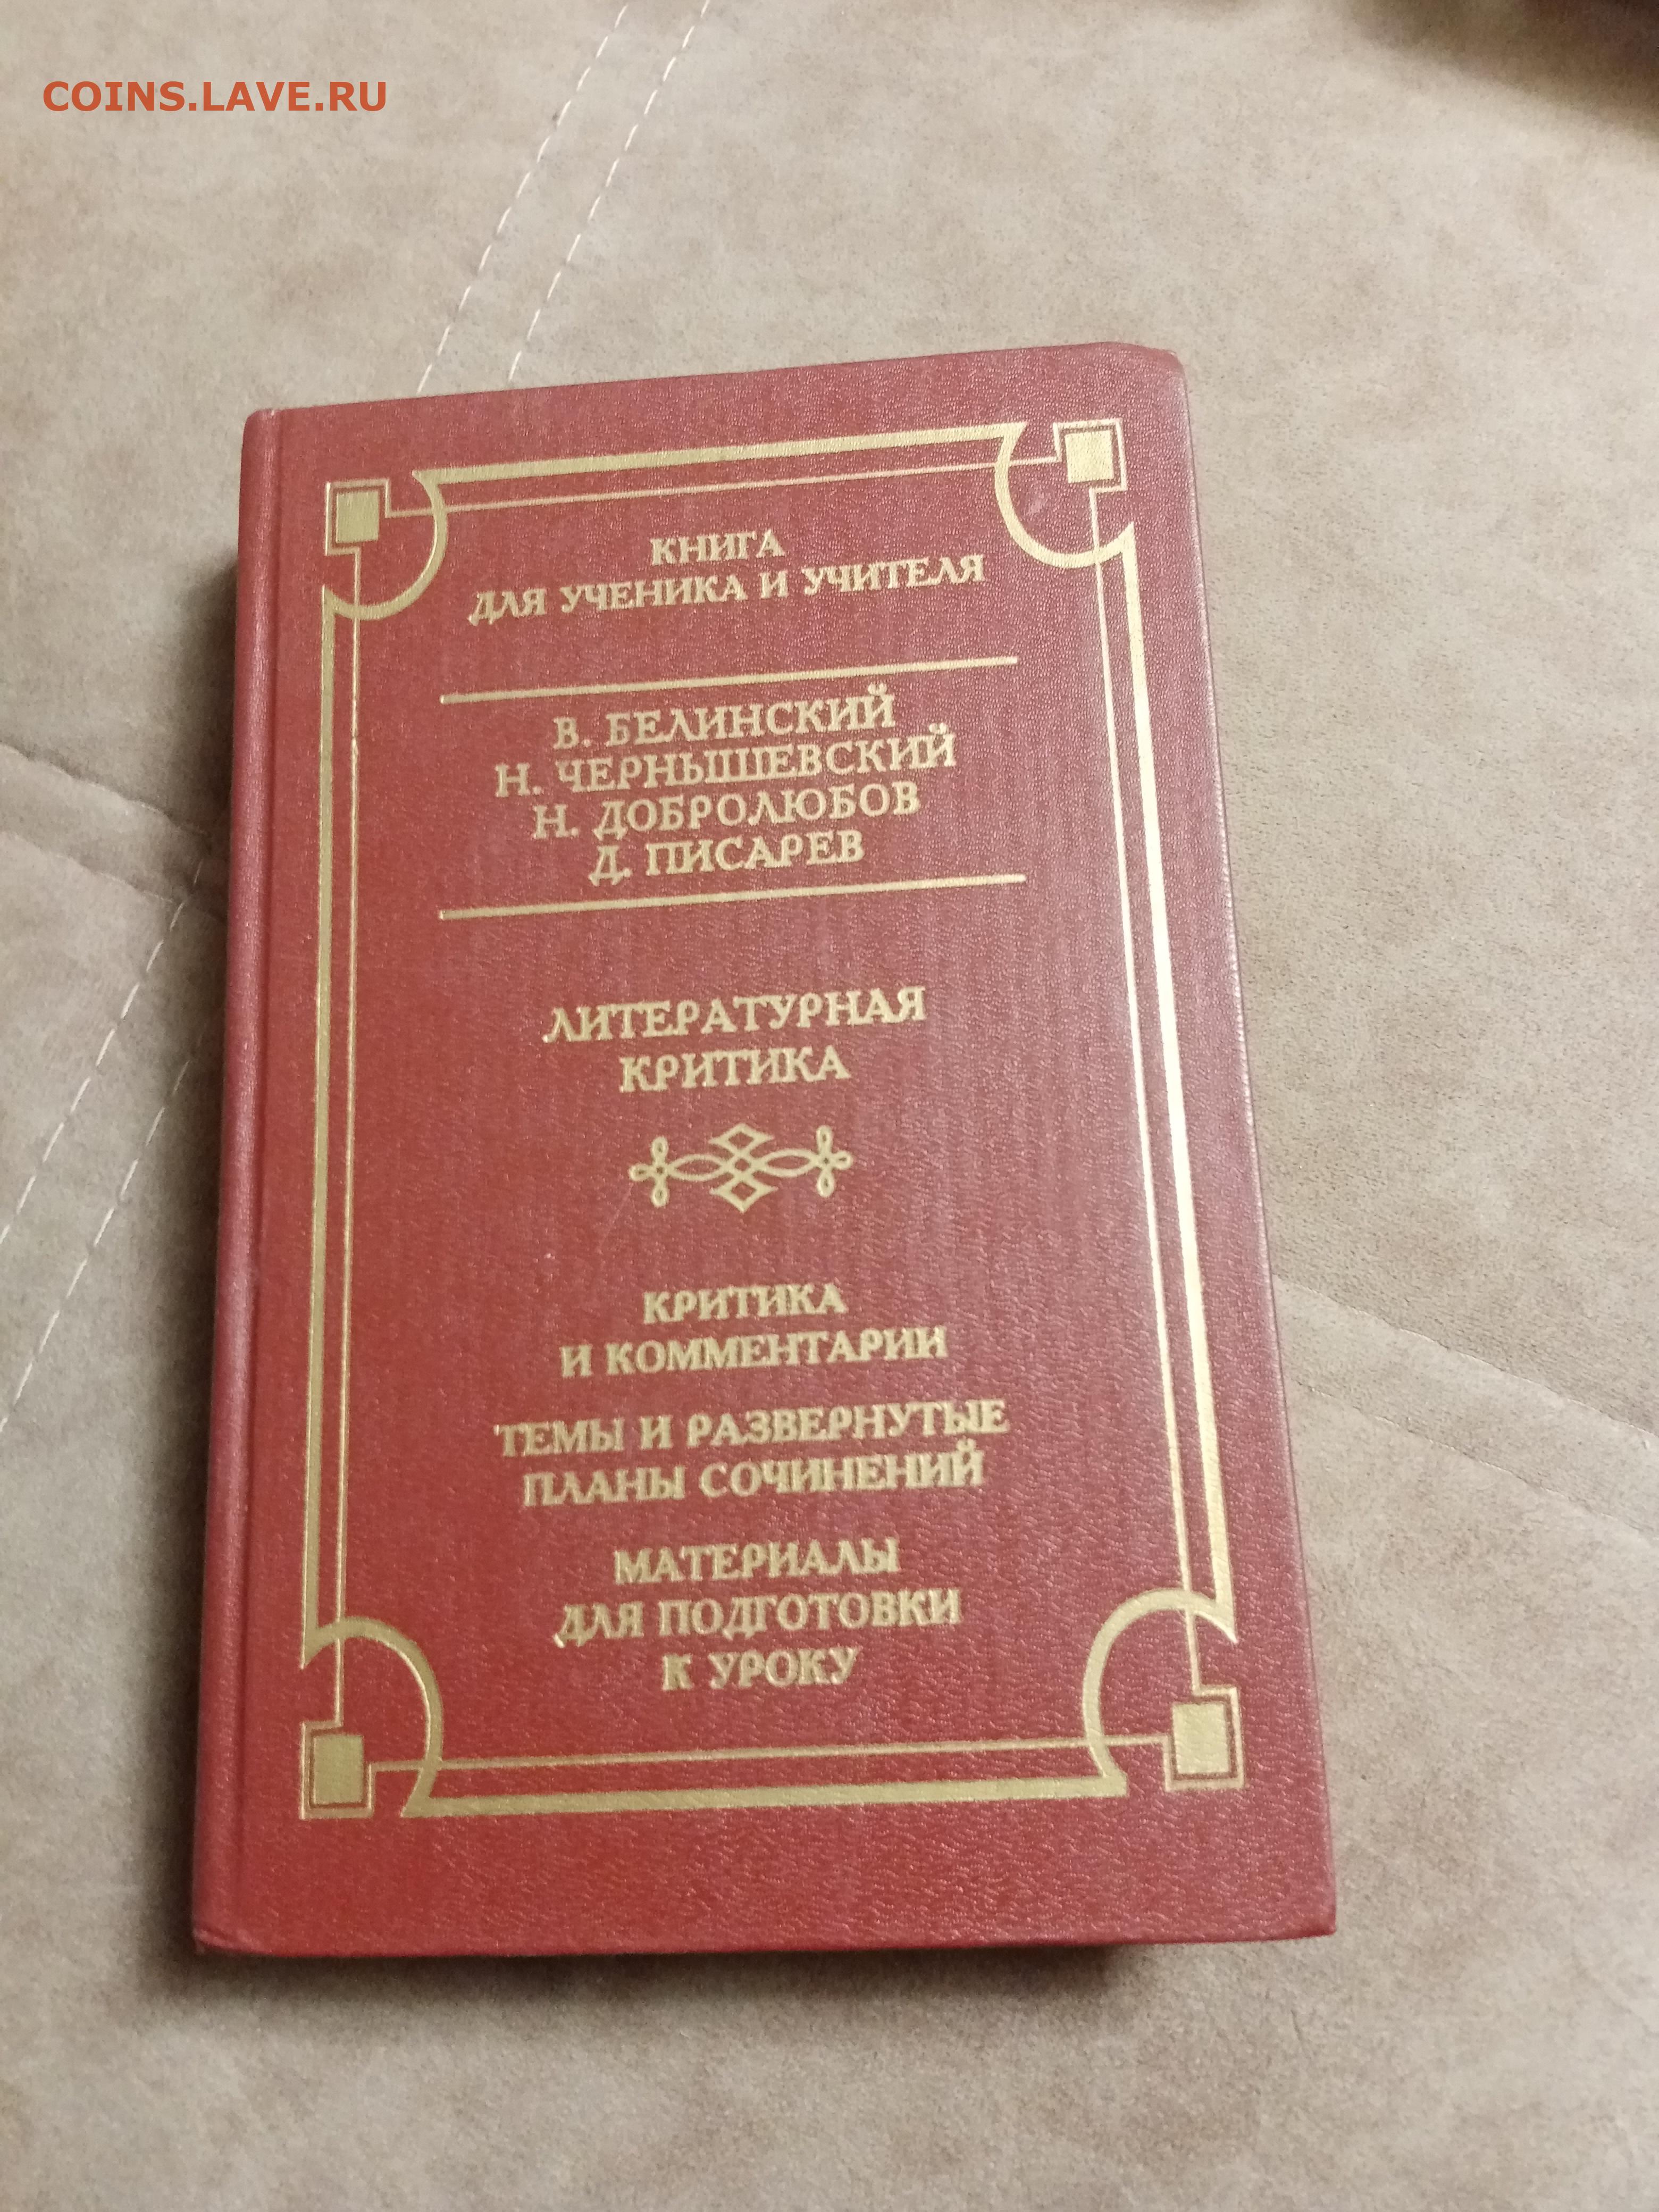 COINS.LAVE.RU
КНИГА
ДЛЯ УЧЕНИКА И УЧИТЕЛЯ
В. БЕЛИНСКИЙ
Н. ЧЕРНЫШЕВСКИЙ
Н. ДОБРОЛЮБОВ
Д. ПИСАРЕВ
ЛИТЕРАТУРНАЯ
КРИТИКА
КРИТИКА
И КОММЕНТАРИИ
ТЕМЫ И РАЗВЕРНУТЫЕ
ПЛАНЫ СОЧИНЕНИЙ
МАТЕРИАЛЫ
ДЛЯ ПОДГОТОВКИ
К УРОКУ